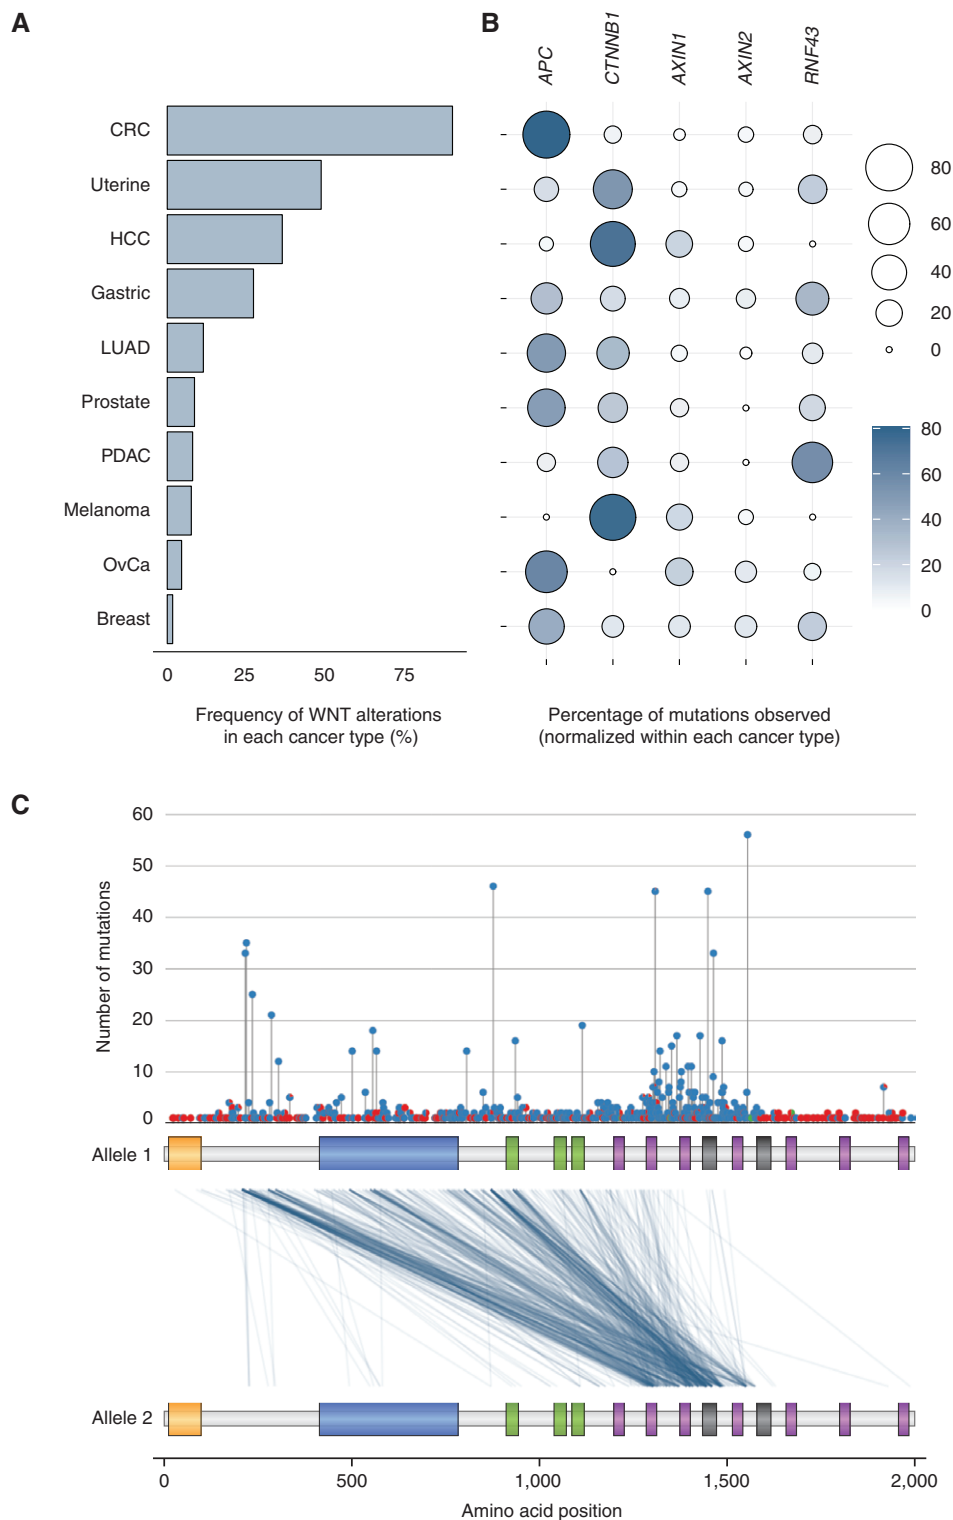 A
CRC
Uterine
HCC
Gastric
LUAD
Prostate
PDAC
Melanoma
OvCa
Breast
0 25 50 75
Frequency of WNT alterations
in each cancer type (%)
B
APC CTNNB1 AXIN1 AXIN2 RNF43
80
60
40
20
0
80
60
40
20
0
Percentage of mutations observed
(normalized within each cancer type)
C
Number of mutations
60
50
40
30
20
10
0
Allele 1
Allele 2
0 500 1,000 1,500 2,000
Amino acid position